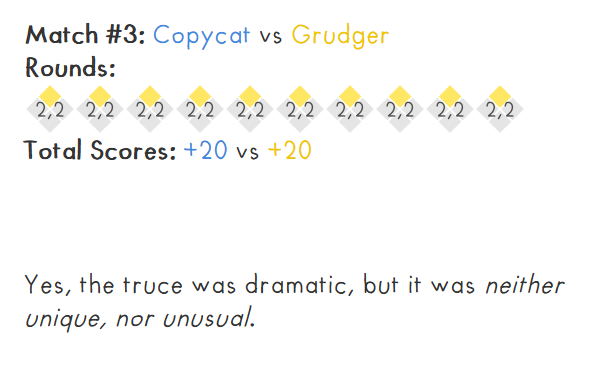 Match #3: Copycat vs Grudger
Rounds:
2,2 2,2 2,2 2,2 2,2 2,2 2,2 2,2 2,2 2,2
Total Scores: +20 vs +20
Yes, the truce was dramatic, but it was neither
unique, nor unusual.